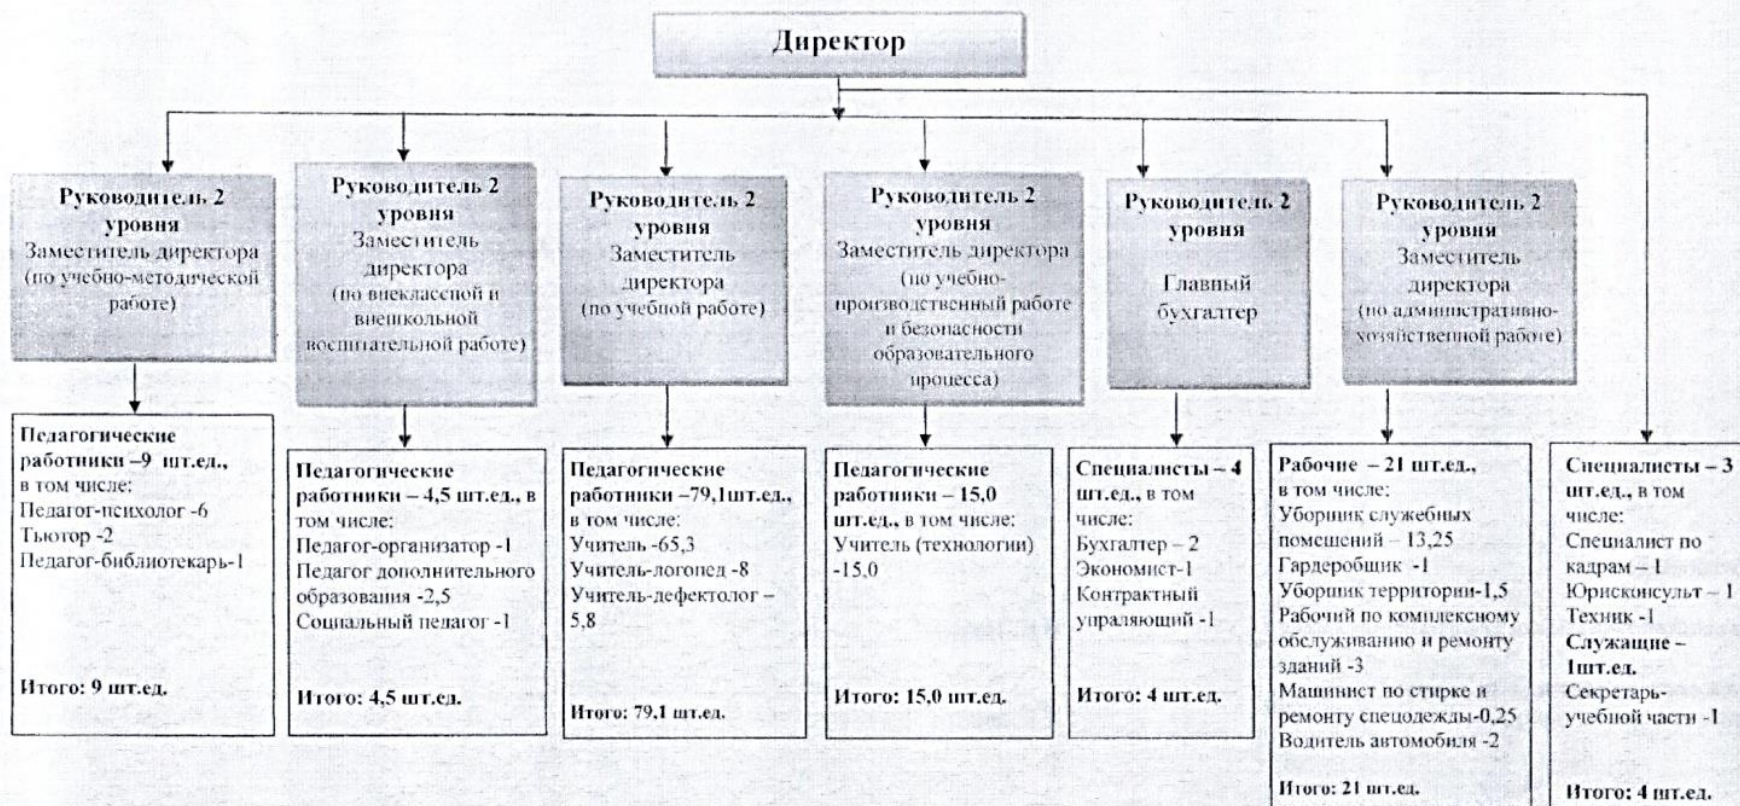 Директор
Руководитель 2
уровня
Заместитель директора
(по учебно-методической
работе)
Руководитель 2
уровня
Заместитель
директора
(по внеклассной и
внешкольной
воспитательной работе)
Руководитель 2
уровня
Заместитель
директора
(по учебной работе)
Руководитель 2
уровня
Заместитель директора
(по учебно-
производственный работе
и безопасности
образовательного
процесса)
Руководитель 2
уровня
Главный
бухгалтер
Руководитель 2
уровня
Заместитель
директора
(по административно-
хозяйственной работе)
Педагогические
работники –9 шт.ед.,
в том числе:
Педагог-психолог -6
Тьютор -2
Педагог-библиотекарь-1
Итого: 9 шт.ед.
Педагогические
работники – 4,5 шт.ед., в
том числе:
Педагог-организатор -1
Педагог дополнительного
образования -2,5
Социальный педагог -1
Итого: 4,5 шт.ед.
Педагогические
работники –79,1шт.ед.,
в том числе:
Учитель -65,3
Учитель-логопед -8
Учитель-дефектолог –
5,8
Итого: 79,1 шт.ед.
Педагогические
работники – 15,0
шт.ед., в том числе:
Учитель (технологии)
-15,0
Итого: 15,0 шт.ед.
Специалисты – 4
шт.ед., в том
числе:
Бухгалтер – 2
Экономист-1
Контрактный
упраляющий -1
Итого: 4 шт.ед.
Рабочие – 21 шт.ед.,
в том числе:
Уборщик служебных
помещений – 13,25
Гардеробщик -1
Уборщик территории-1,5
Рабочий по комплексному
обслуживанию и ремонту
зданий -3
Машинист по стирке и
ремонту спецодежды-0,25
Водитель автомобиля -2
Итого: 21 шт.ед.
Специалисты – 3
шт.ед., в том
числе:
Специалист по
кадрам – 1
Юрисконсульт – 1
Техник -1
Служащие –
1шт.ед.
Секретарь-
учебной части -1
Итого: 4 шт.ед.